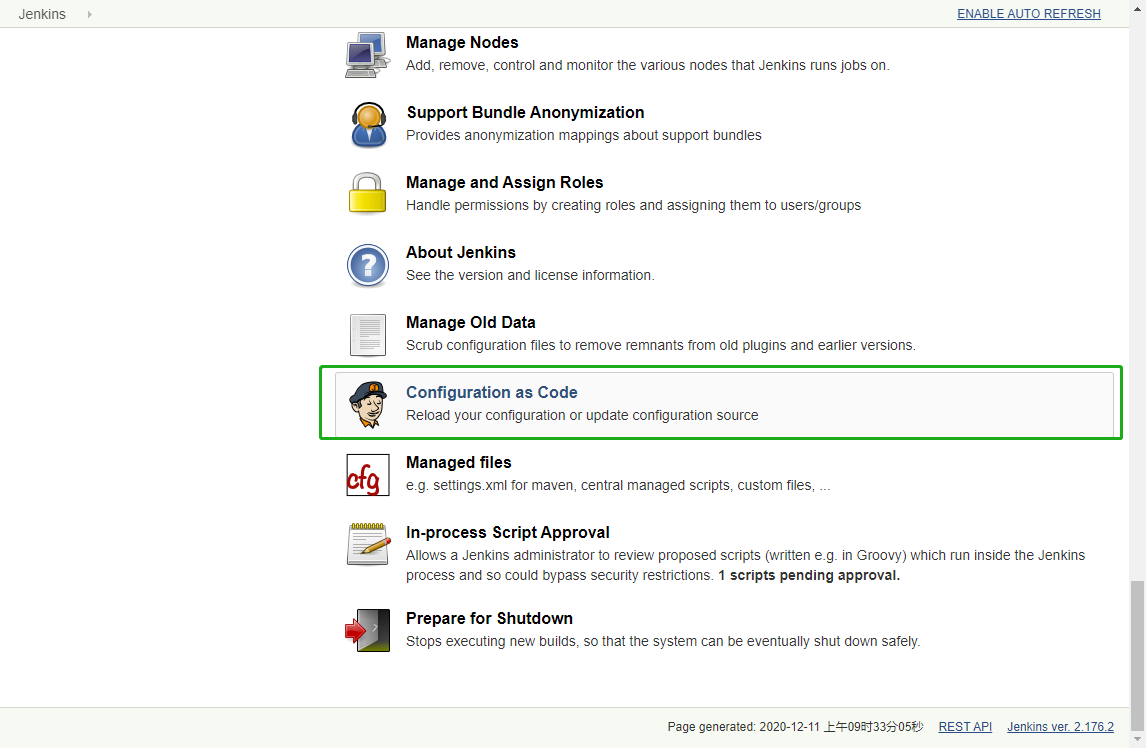 Jenkins
ENABLE AUTO REFRESH
Manage Nodes
Add, remove, control and monitor the various nodes that Jenkins runs jobs on.
Support Bundle Anonymization
Provides anonymization mappings about support bundles
Manage and Assign Roles
Handle permissions by creating roles and assigning them to users/groups
?
About Jenkins
See the version and license information.
Manage Old Data
Scrub configuration files to remove remnants from old plugins and earlier versions.
Configuration as Code
Reload your configuration or update configuration source
cfg
Managed files
e.g. settings.xml for maven, central managed scripts, custom files, ...
In-process Script Approval
Allows a Jenkins administrator to review proposed scripts (written e.g. in Groovy) which run inside the Jenkins
process and so could bypass security restrictions. 1 scripts pending approval.
Prepare for Shutdown
Stops executing new builds, so that the system can be eventually shut down safely.
Page generated: 2020-12-11 上午09时33分05秒 REST API Jenkins ver. 2.176.2